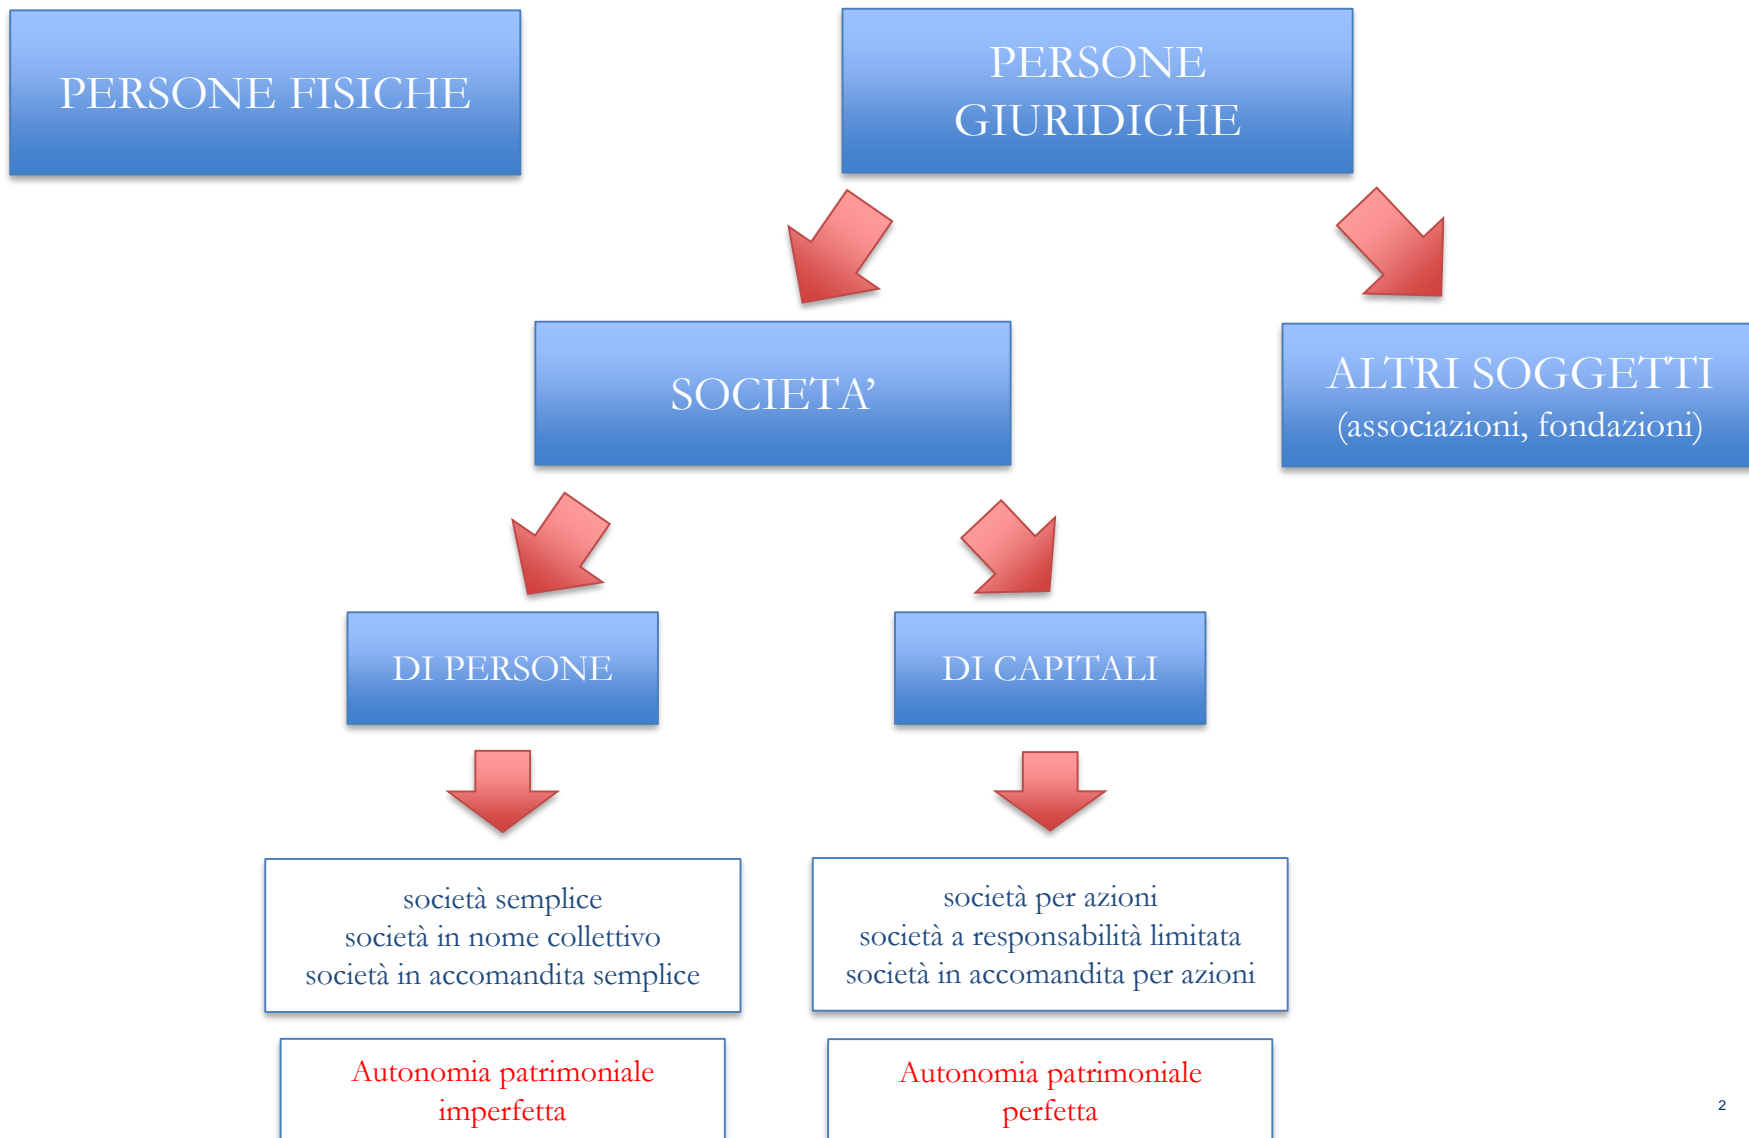 PERSONE FISICHE
PERSONE
GIURIDICHE
SOCIETA’
ALTRI SOGGETTI
(associazioni, fondazioni)
DI PERSONE
DI CAPITALI
società semplice
società in nome collettivo
società in accomandita semplice
società per azioni
società a responsabilità limitata
società in accomandita per azioni
Autonomia patrimoniale
imperfetta
Autonomia patrimoniale
perfetta
2